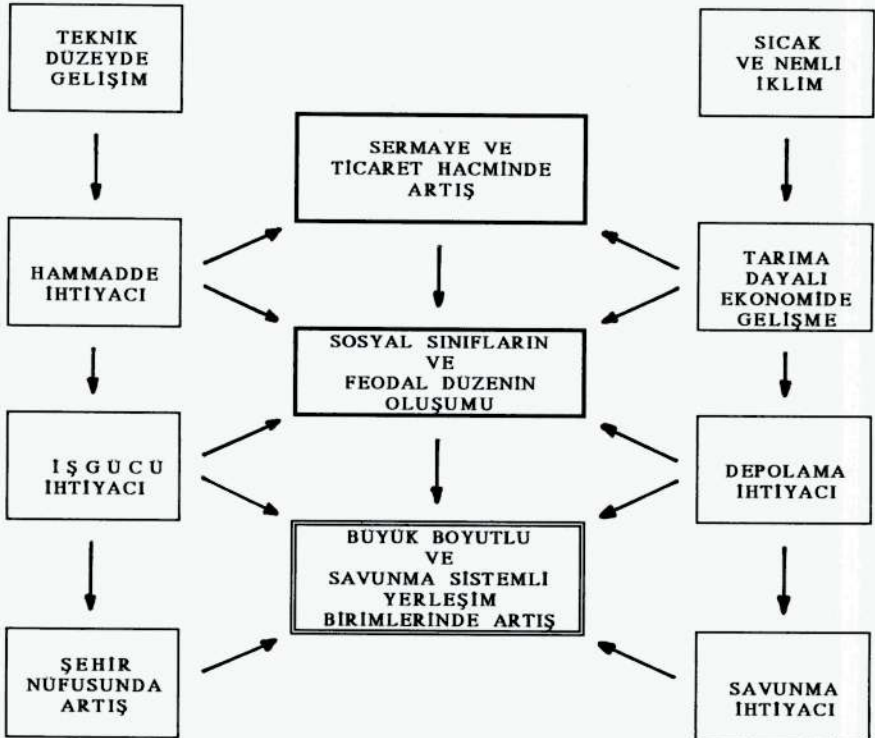 TEKNİK
DÜZEYDE
GELİŞİM
SICAK
VE NEMLİ
İKLİM
SERMAYE VE
TİCARET HACMİNDE
ARTIŞ
HAMMADDE
İHTİYACI
TARIMA
DAYALI
EKONOMİDE
GELİŞME
SOSYAL SINIFLARIN
VE
FEODAL DÜZENİN
OLUŞUMU
İŞGÜCÜ
İHTİYACI
DEPOLAMA
İHTİYACI
BÜYÜK BOYUTLU
VE
SAVUNMA SİSTEMLİ
YERLEŞİM
BİRİMLERİNDE ARTIŞ
ŞEHİR
NÜFUSUNDA
ARTIŞ
SAVUNMA
İHTİYACI